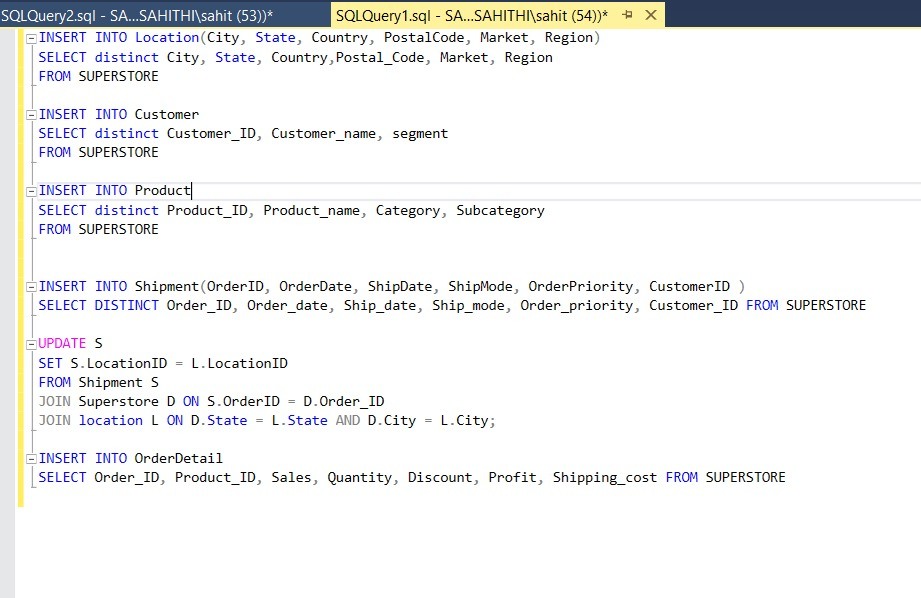 SQLQuery2.sql - SA...SAHITHI\sahit (53))* SQLQuery1.sql - SA...SAHITHI\sahit (54))*
INSERT INTO Location(City, State, Country, PostalCode, Market, Region)
SELECT distinct City, State, Country,Postal_Code, Market, Region
FROM SUPERSTORE
INSERT INTO Customer
SELECT distinct Customer_ID, Customer_name, segment
FROM SUPERSTORE
INSERT INTO Product
SELECT distinct Product_ID, Product_name, Category, Subcategory
FROM SUPERSTORE
INSERT INTO Shipment(OrderID, OrderDate, ShipDate, ShipMode, OrderPriority, CustomerID )
SELECT DISTINCT Order_ID, Order_date, Ship_date, Ship_mode, Order_priority, Customer_ID FROM SUPERSTORE
UPDATE S
SET S.LocationID = L.LocationID
FROM Shipment S
JOIN Superstore D ON S.OrderID = D.Order_ID
JOIN location L ON D.State = L.State AND D.City = L.City;
INSERT INTO OrderDetail
SELECT Order_ID, Product_ID, Sales, Quantity, Discount, Profit, Shipping_cost FROM SUPERSTORE